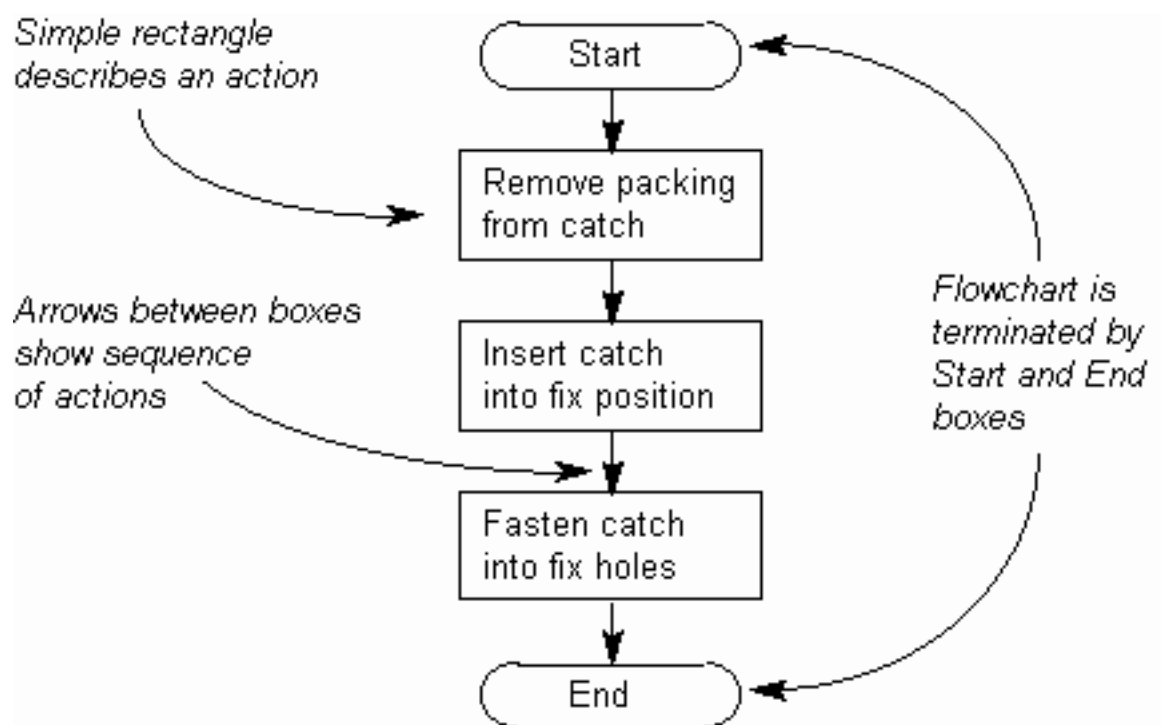 Simple rectangle
describes an action
Start
Remove packing
from catch
Arrows between boxes
show sequence
of actions
Insert catch
into fix position
Flowchart is
terminated by
Start and End
boxes
Fasten catch
into fix holes
End